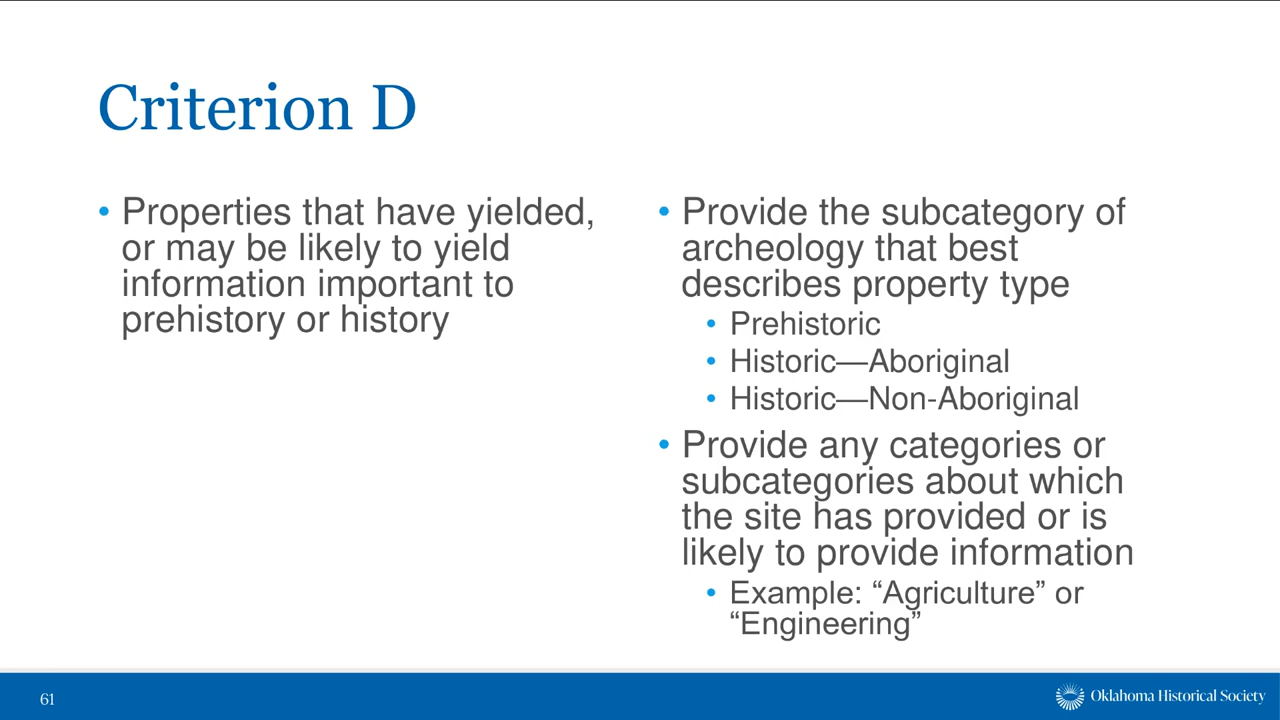 Criterion D
• Properties that have yielded,
or may be likely to yield
information important to
prehistory or history
• Provide the subcategory of
archeology that best
describes property type
• Prehistoric
• Historic—Aboriginal
• Historic—Non-Aboriginal
• Provide any categories or
subcategories about which
the site has provided or is
likely to provide information
• Example: “Agriculture” or
“Engineering”
61
Oklahoma Historical Society